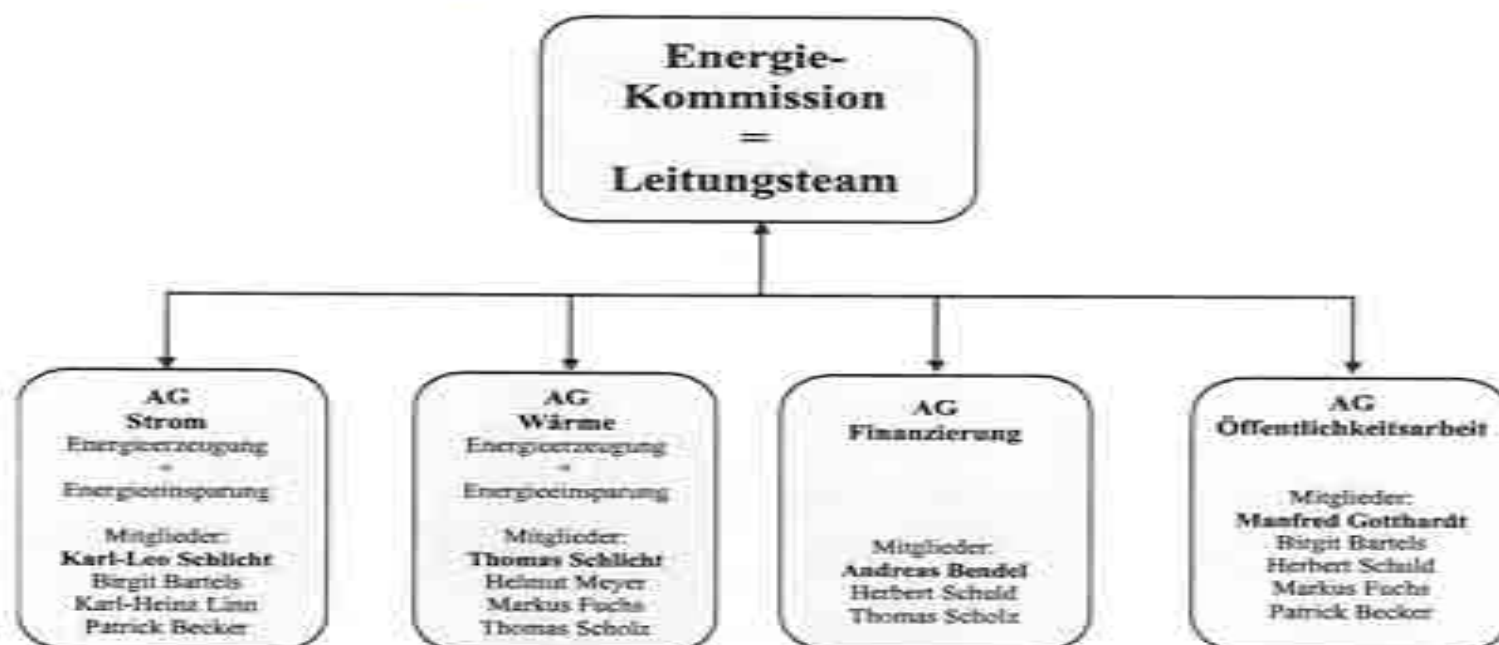 Energie-
Kommission
=
Leitungsteam
AG
Strom
Energieerzeugung
+
Energieeinsparung
Mitglieder:
Karl-Leo Schlicht
Birgit Bartels
Karl-Heinz Linn
Patrick Becker
AG
Wärme
Energieerzeugung
+
Energieeinsparung
Mitglieder:
Thomas Schlicht
Helmut Meyer
Markus Fuchs
Thomas Scholz
AG
Finanzierung
Mitglieder:
Andreas Bendel
Herbert Schuld
Thomas Scholz
AG
Öffentlichkeitsarbeit
Mitglieder:
Manfred Gotthardt
Birgit Bartels
Herbert Schuld
Markus Fuchs
Patrick Becker